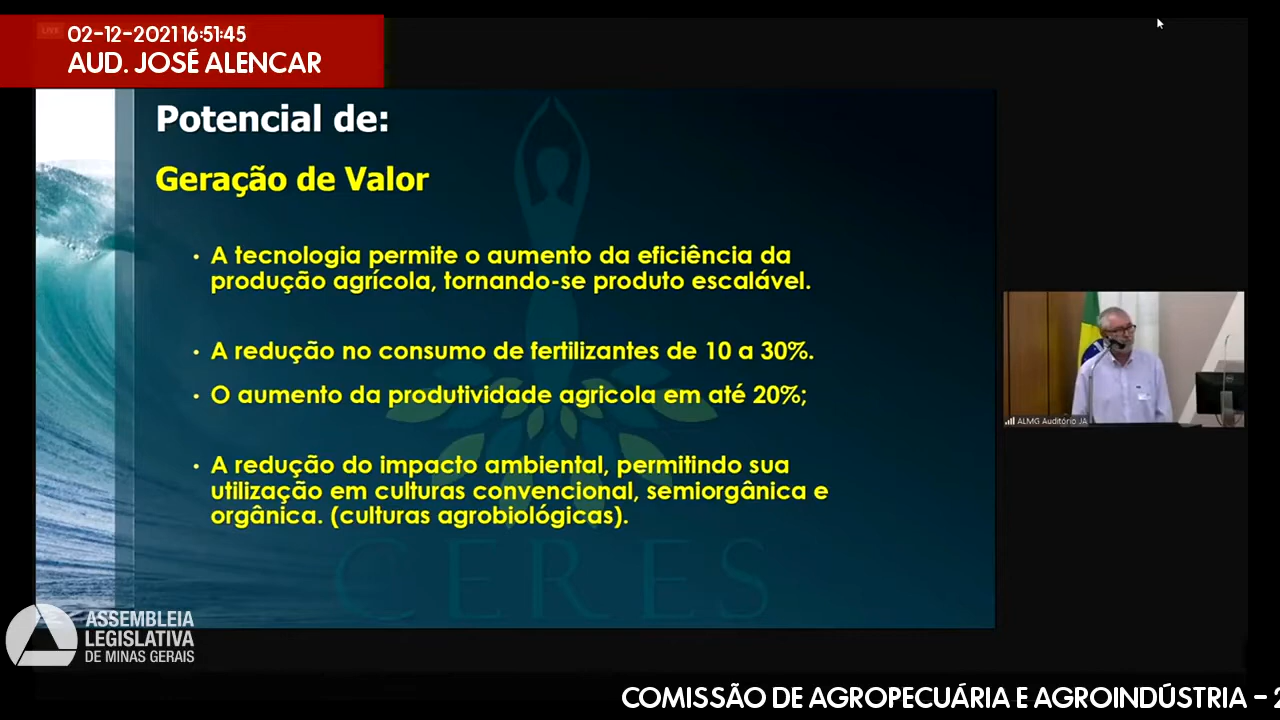 LIVE
02-12-2021 16:51:45
AUD. JOSÉ ALENCAR
Potencial de:
Geração de Valor
• A tecnologia permite o aumento da eficiência da
produção agrícola, tornando-se produto escalável.
• A redução no consumo de fertilizantes de 10 a 30%.
• O aumento da produtividade agricola em até 20%;
• A redução do impacto ambiental, permitindo sua
utilização em culturas convencional, semiorgânica e
orgânica. (culturas agrobiológicas).
CERES
ALMG Auditório JA
ASSEMBLEIA
LEGISLATIVA
DE MINAS GERAIS
COMISSÃO DE AGROPECUÁRIA E AGROINDÚSTRIA - 2